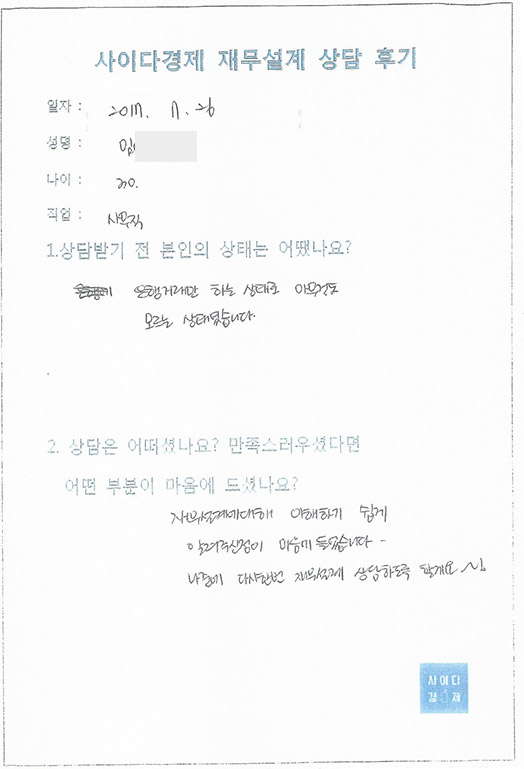 사이다경제 재무설계 상담 후기
일자 : 2017. 11. 26
성명 : 임
나이 : 30.
직업 : 사무직
1.상담받기 전 본인의 상태는 어땠나요?
은행거래만 하는 상태로 아무것도
모르는 상태였습니다.
2. 상담은 어떠셨나요? 만족스러우셨다면
어떤 부분이 마음에 드셨나요?
재무설계에대해 이해하기 쉽게
알려주신점이 마음에 들었습니다 -
나중에 다시한번 재무설계 상담하도록 할게요 ~!
사이다
경제